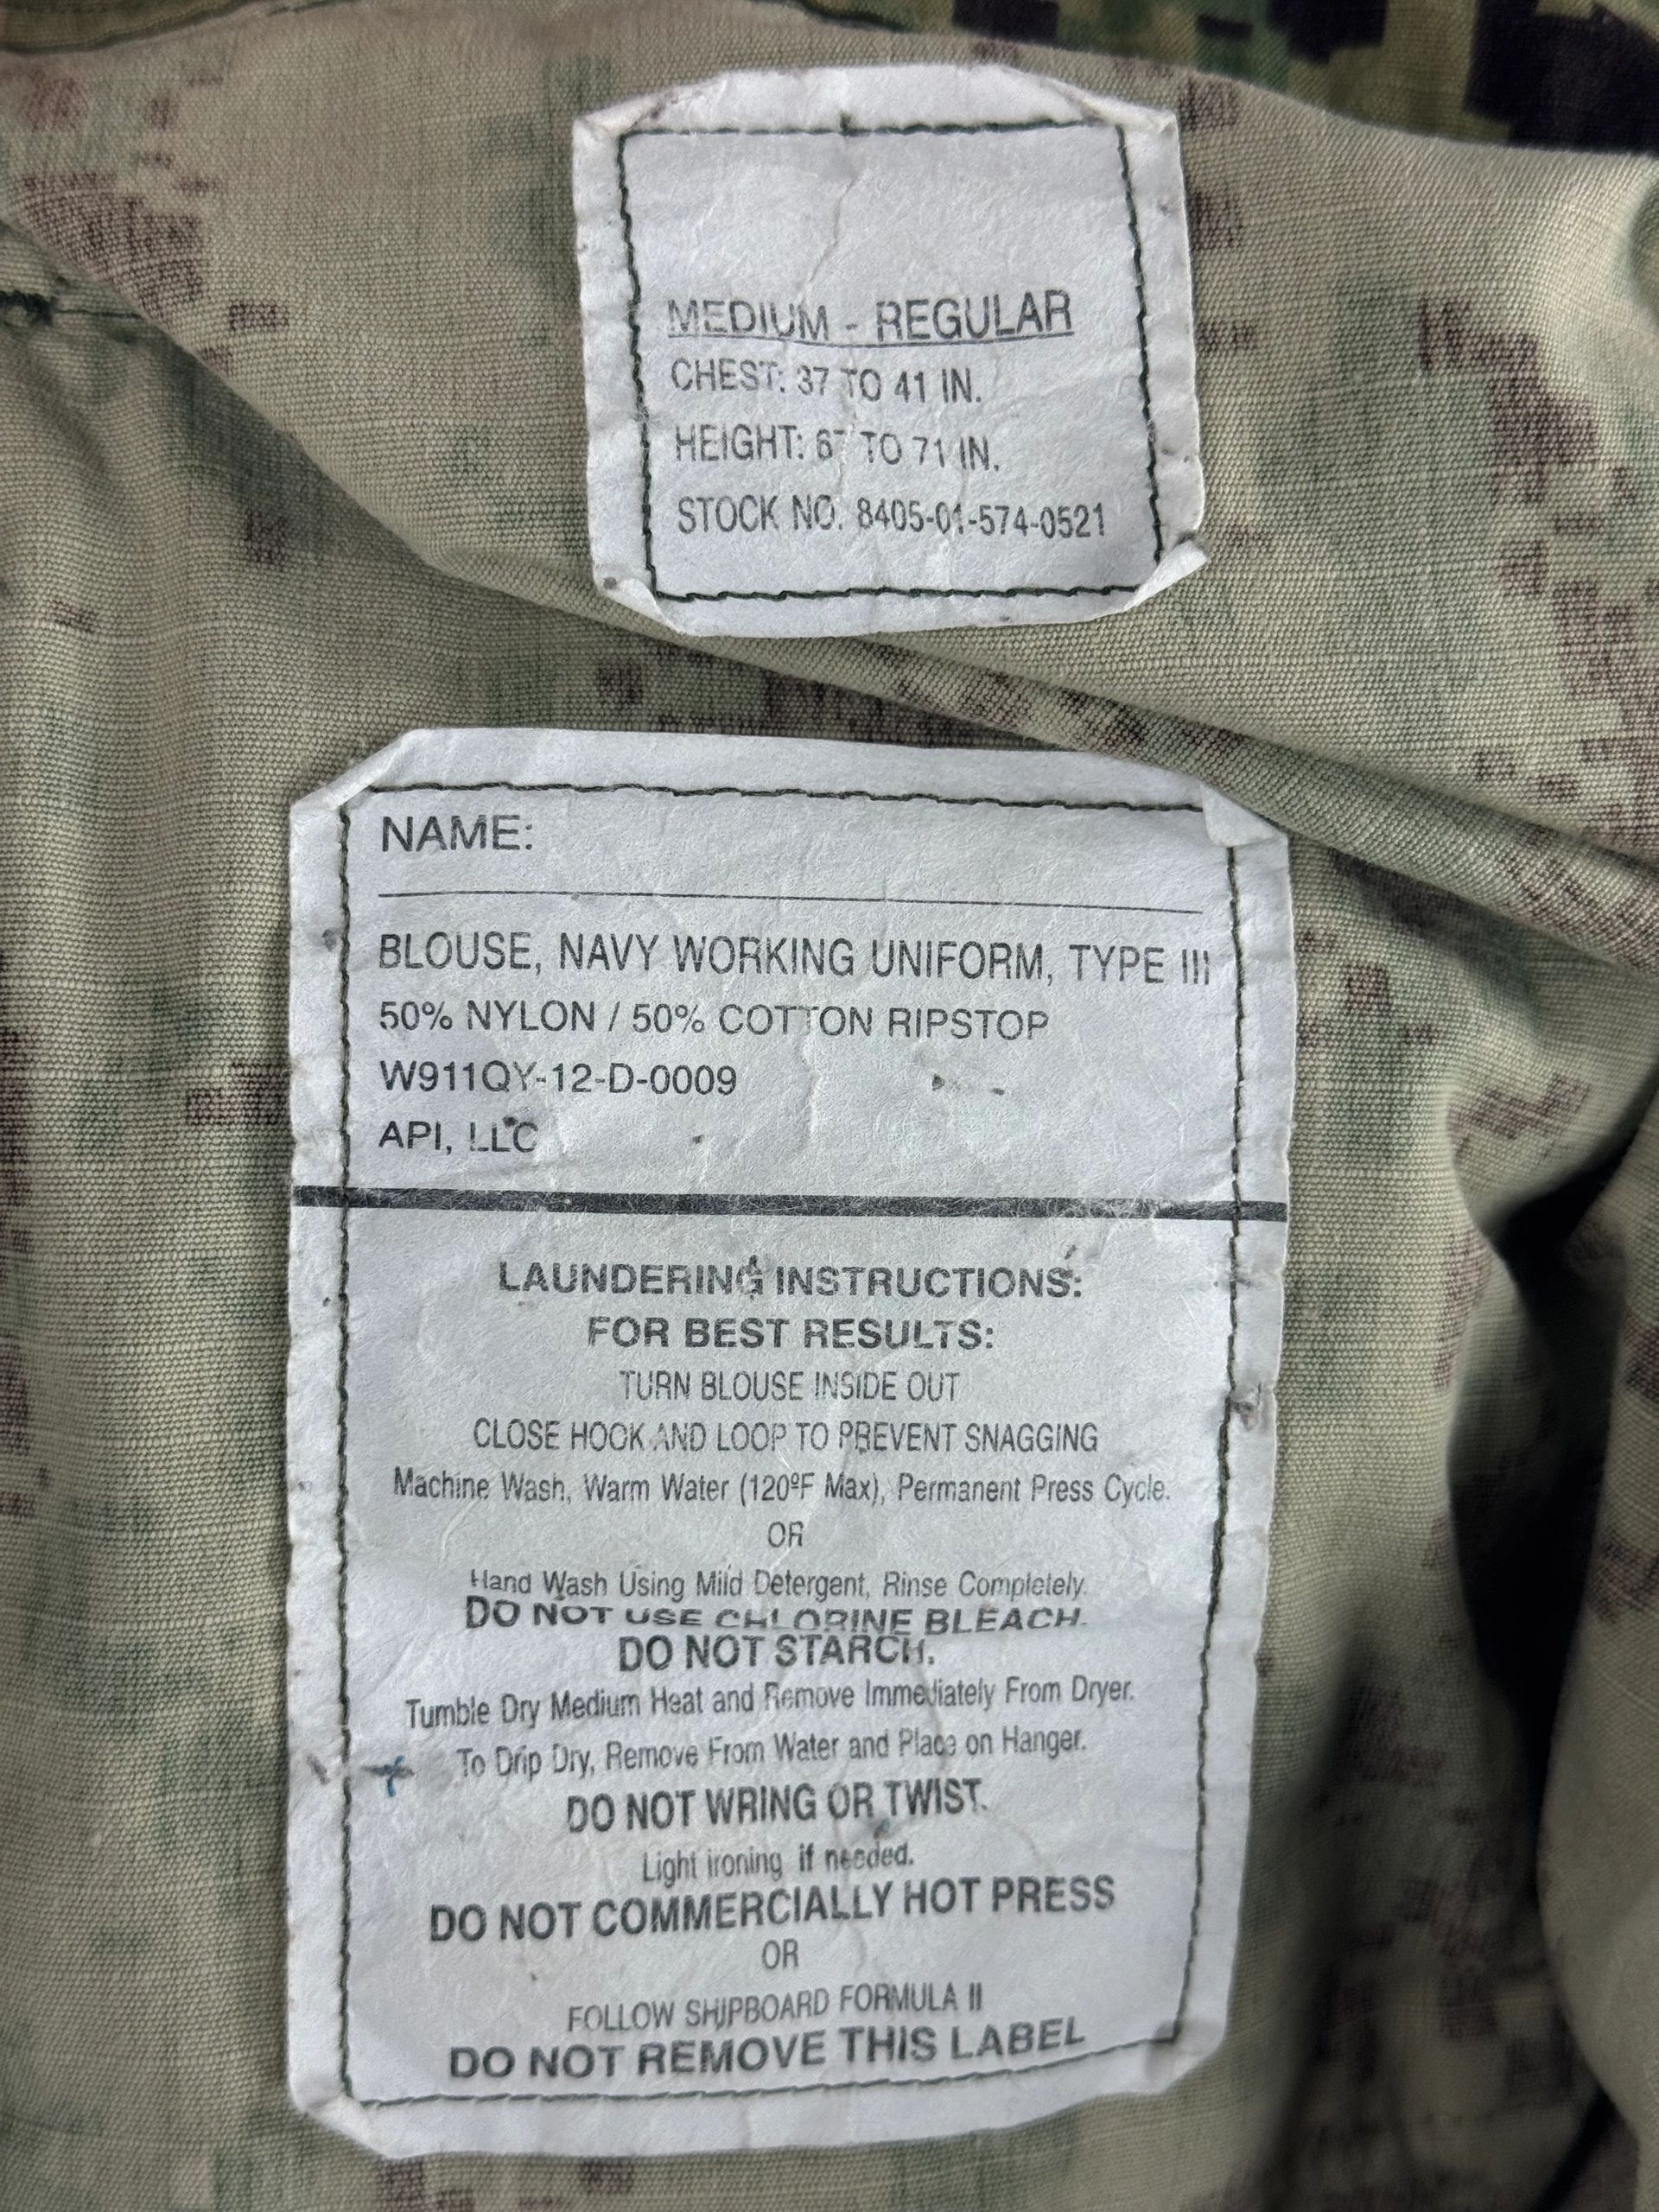 MEDIUM - REGULAR
CHEST: 37 TO 41 IN.
HEIGHT: 67 TO 71 IN.
STOCK NO. 8405-01-574-0521
NAME:
BLOUSE, NAVY WORKING UNIFORM, TYPE III
50% NYLON / 50% COTTON RIPSTOP
W911QY-12-D-0009
API, LLC
LAUNDERING INSTRUCTIONS:
FOR BEST RESULTS:
TURN BLOUSE INSIDE OUT
CLOSE HOOK AND LOOP TO PREVENT SNAGGING
Machine Wash, Warm Water (120ºF Max), Permanent Press Cycle.
OR
Hand Wash Using Mild Detergent, Rinse Completely.
DO NOT USE CHLORINE BLEACH.
DO NOT STARCH.
Tumble Dry Medium Heat and Remove Immediately From Dryer.
To Drip Dry, Remove From Water and Place on Hanger.
DO NOT WRING OR TWIST.
Light ironing if needed.
DO NOT COMMERCIALLY HOT PRESS
OR
FOLLOW SHIPBOARD FORMULA II
DO NOT REMOVE THIS LABEL